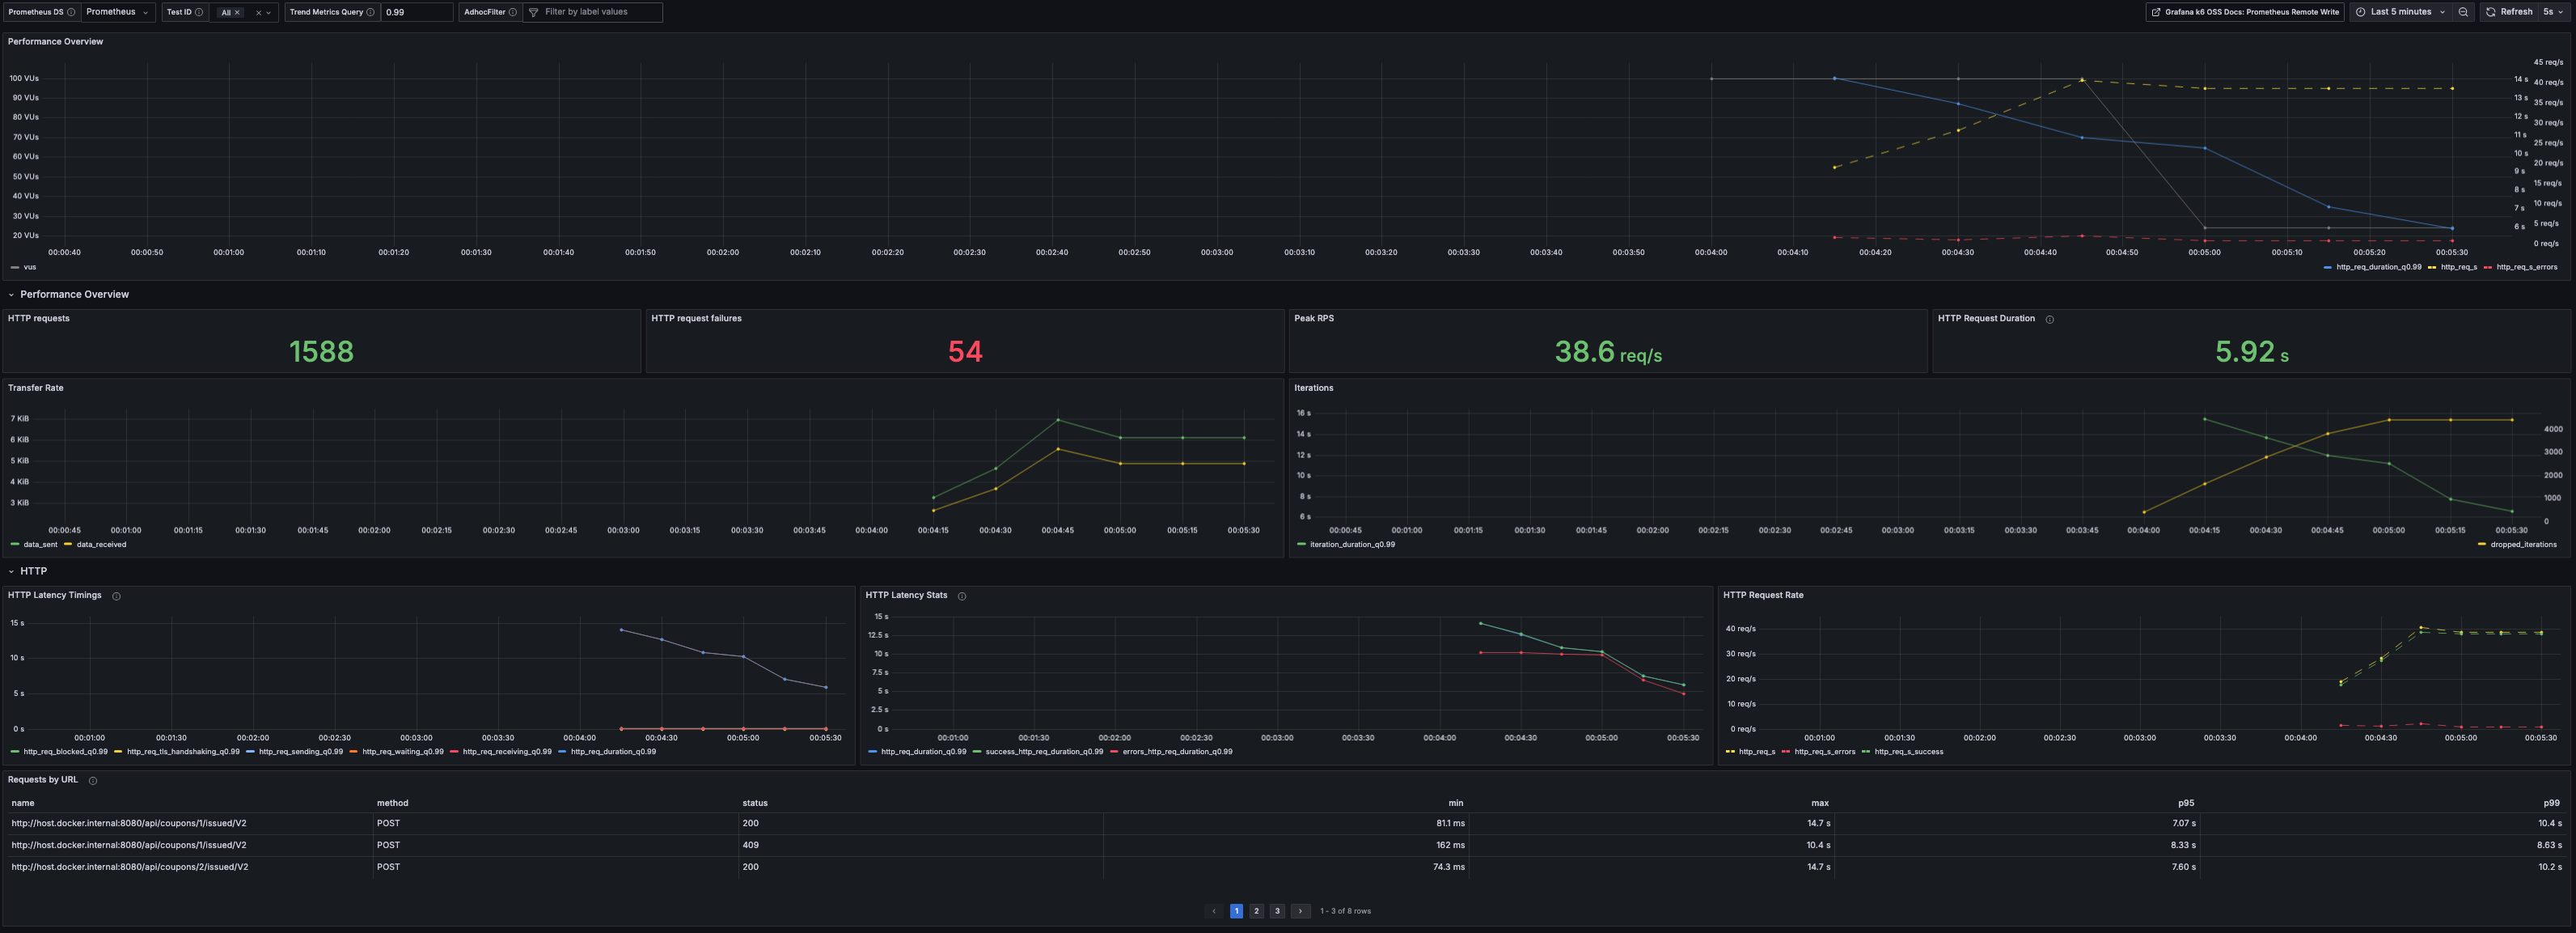 Prometheus DS Prometheus Test ID All Trend Metrics Query 0.99 AdhocFilter Filter by label values Grafana k6 OSS Docs: Prometheus Remote Write Last 5 minutes Refresh 5s
Performance Overview
100 VUs
90 VUs
80 VUs
70 VUs
60 VUs
50 VUs
40 VUs
30 VUs
20 VUs
14 s
13 s
12 s
11 s
10 s
9 s
8 s
7 s
6 s
45 req/s
40 req/s
35 req/s
30 req/s
25 req/s
20 req/s
15 req/s
10 req/s
5 req/s
0 req/s
00:00:40 00:00:50 00:01:00 00:01:10 00:01:20 00:01:30 00:01:40 00:01:50 00:02:00 00:02:10 00:02:20 00:02:30 00:02:40 00:02:50 00:03:00 00:03:10 00:03:20 00:03:30 00:03:40 00:03:50 00:04:00 00:04:10 00:04:20 00:04:30 00:04:40 00:04:50 00:05:00 00:05:10 00:05:20 00:05:30
vus
http_req_duration_q0.99 http_req_s http_req_s_errors
Performance Overview
HTTP requests
1588
HTTP request failures
54
Peak RPS
38.6 req/s
HTTP Request Duration
5.92 s
Transfer Rate
7 KiB
6 KiB
5 KiB
4 KiB
3 KiB
00:00:45 00:01:00 00:01:15 00:01:30 00:01:45 00:02:00 00:02:15 00:02:30 00:02:45 00:03:00 00:03:15 00:03:30 00:03:45 00:04:00 00:04:15 00:04:30 00:04:45 00:05:00 00:05:15 00:05:30
data_sent data_received
Iterations
16 s
14 s
12 s
10 s
8 s
6 s
4000
3000
2000
1000
0
00:00:45 00:01:00 00:01:15 00:01:30 00:01:45 00:02:00 00:02:15 00:02:30 00:02:45 00:03:00 00:03:15 00:03:30 00:03:45 00:04:00 00:04:15 00:04:30 00:04:45 00:05:00 00:05:15 00:05:30
iteration_duration_q0.99 dropped_iterations
HTTP
HTTP Latency Timings
15 s
10 s
5 s
0 s
00:01:00 00:01:30 00:02:00 00:02:30 00:03:00 00:03:30 00:04:00 00:04:30 00:05:00 00:05:30
http_req_blocked_q0.99 http_req_tls_handshaking_q0.99 http_req_sending_q0.99 http_req_waiting_q0.99 http_req_receiving_q0.99 http_req_duration_q0.99
HTTP Latency Stats
15 s
12.5 s
10 s
7.5 s
5 s
2.5 s
0 s
00:01:00 00:01:30 00:02:00 00:02:30 00:03:00 00:03:30 00:04:00 00:04:30 00:05:00 00:05:30
http_req_duration_q0.99 success_http_req_duration_q0.99 errors_http_req_duration_q0.99
HTTP Request Rate
40 req/s
30 req/s
20 req/s
10 req/s
0 req/s
00:01:00 00:01:30 00:02:00 00:02:30 00:03:00 00:03:30 00:04:00 00:04:30 00:05:00 00:05:30
http_req_s http_req_s_errors http_req_s_success
Requests by URL
name method status min max p95 p99
http://host.docker.internal:8080/api/coupons/1/issued/V2 POST 200 81.1 ms 14.7 s 7.07 s 10.4 s
http://host.docker.internal:8080/api/coupons/1/issued/V2 POST 409 162 ms 10.4 s 8.33 s 8.63 s
http://host.docker.internal:8080/api/coupons/2/issued/V2 POST 200 74.3 ms 14.7 s 7.60 s 10.2 s
1 2 3 1 - 3 of 8 rows